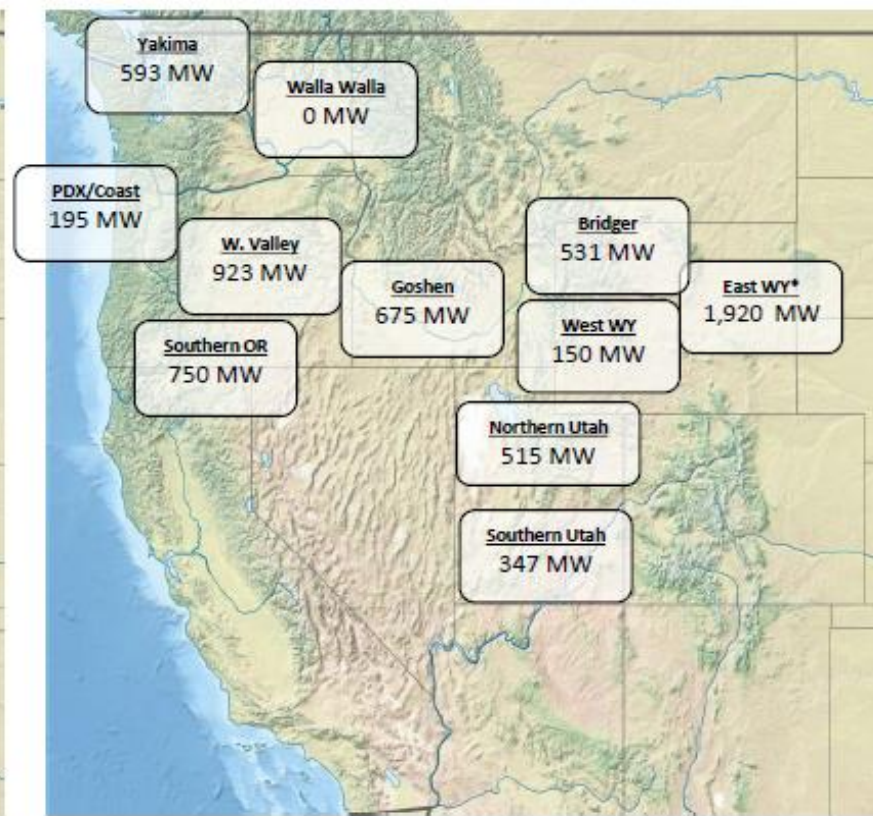 Yakima
593 MW
Walla Walla
0 MW
PDX/Coast
195 MW
W. Valley
923 MW
Bridger
531 MW
Goshen
675 MW
East WY*
1,920 MW
West WY
150 MW
Southern OR
750 MW
Northern Utah
515 MW
Southern Utah
347 MW